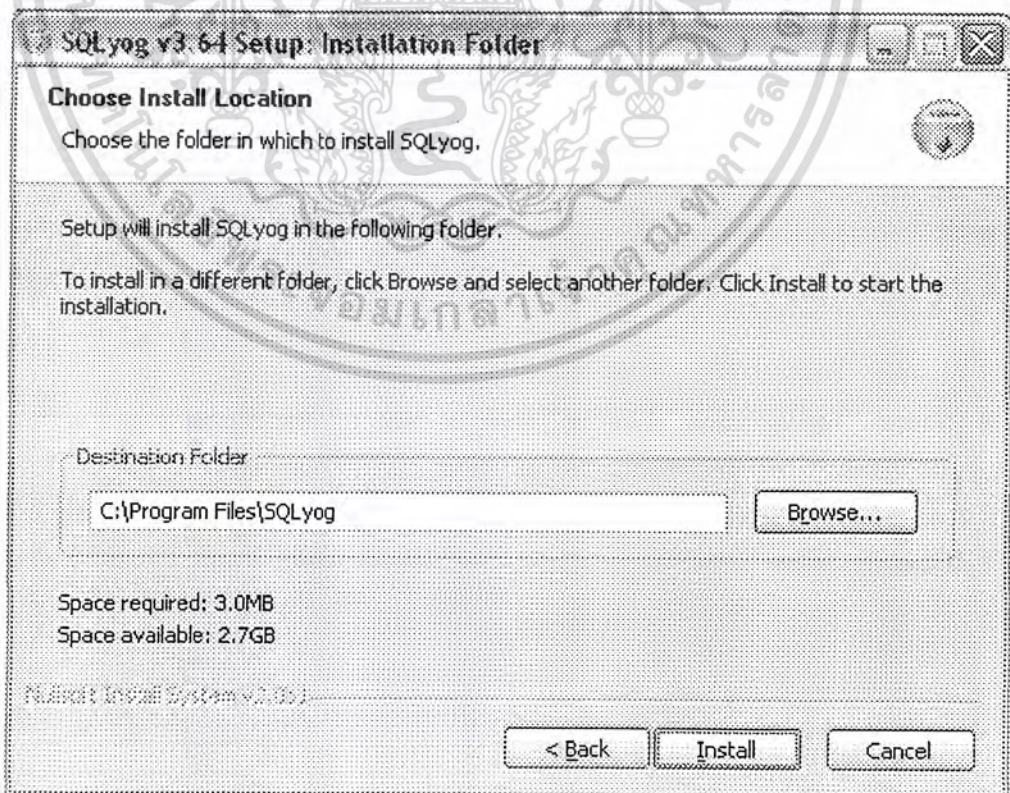 SQLyog v3.64 Setup: Installation Folder
Choose Install Location
Choose the folder in which to install SQLyog.
Setup will install SQLyog in the following folder.
To install in a different folder, click Browse and select another folder. Click Install to start the
installation.
Destination Folder
C:\Program Files\SQLyog
Browse...
Space required: 3.0MB
Space available: 2.7GB
Nullsoft Install System
< Back
Install
Cancel